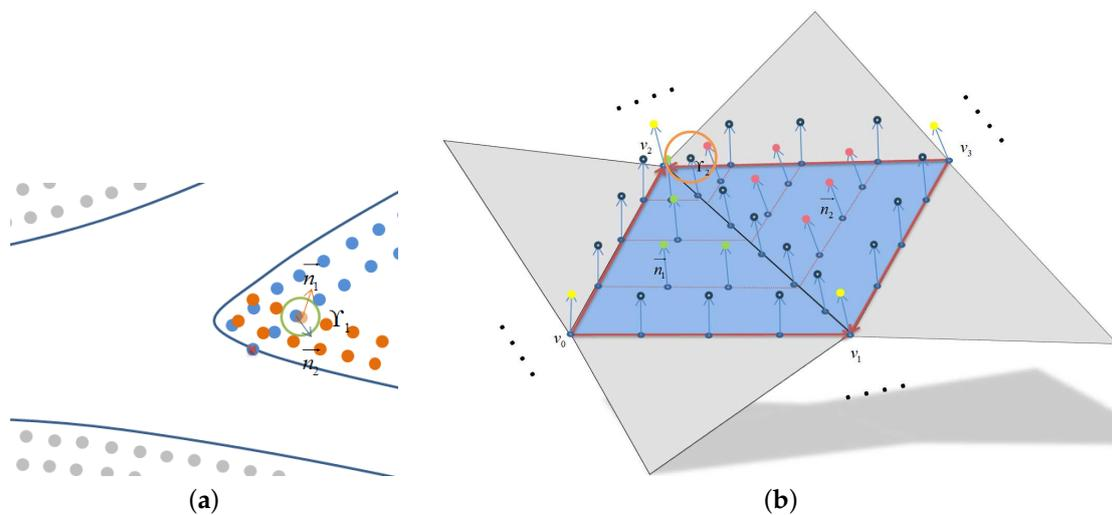 n₁
ϒ₁
n₂
(a)
v₂
ϒ₂
v₃
n₂
n₁
v₀
v₁
(b)